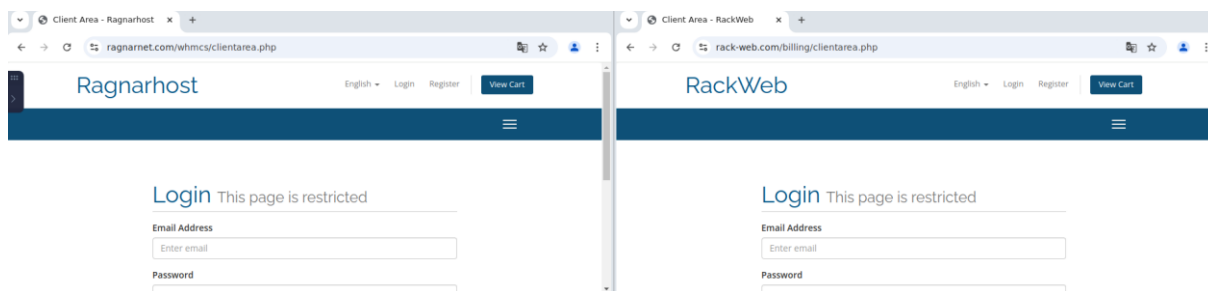 Client Area - Ragnarhost
ragnarnet.com/whmcs/clientarea.php
Ragnarhost
English Login Register View Cart
Login This page is restricted
Email Address
Enter email
Password
Client Area - RackWeb
rack-web.com/billing/clientarea.php
RackWeb
English Login Register View Cart
Login This page is restricted
Email Address
Enter email
Password